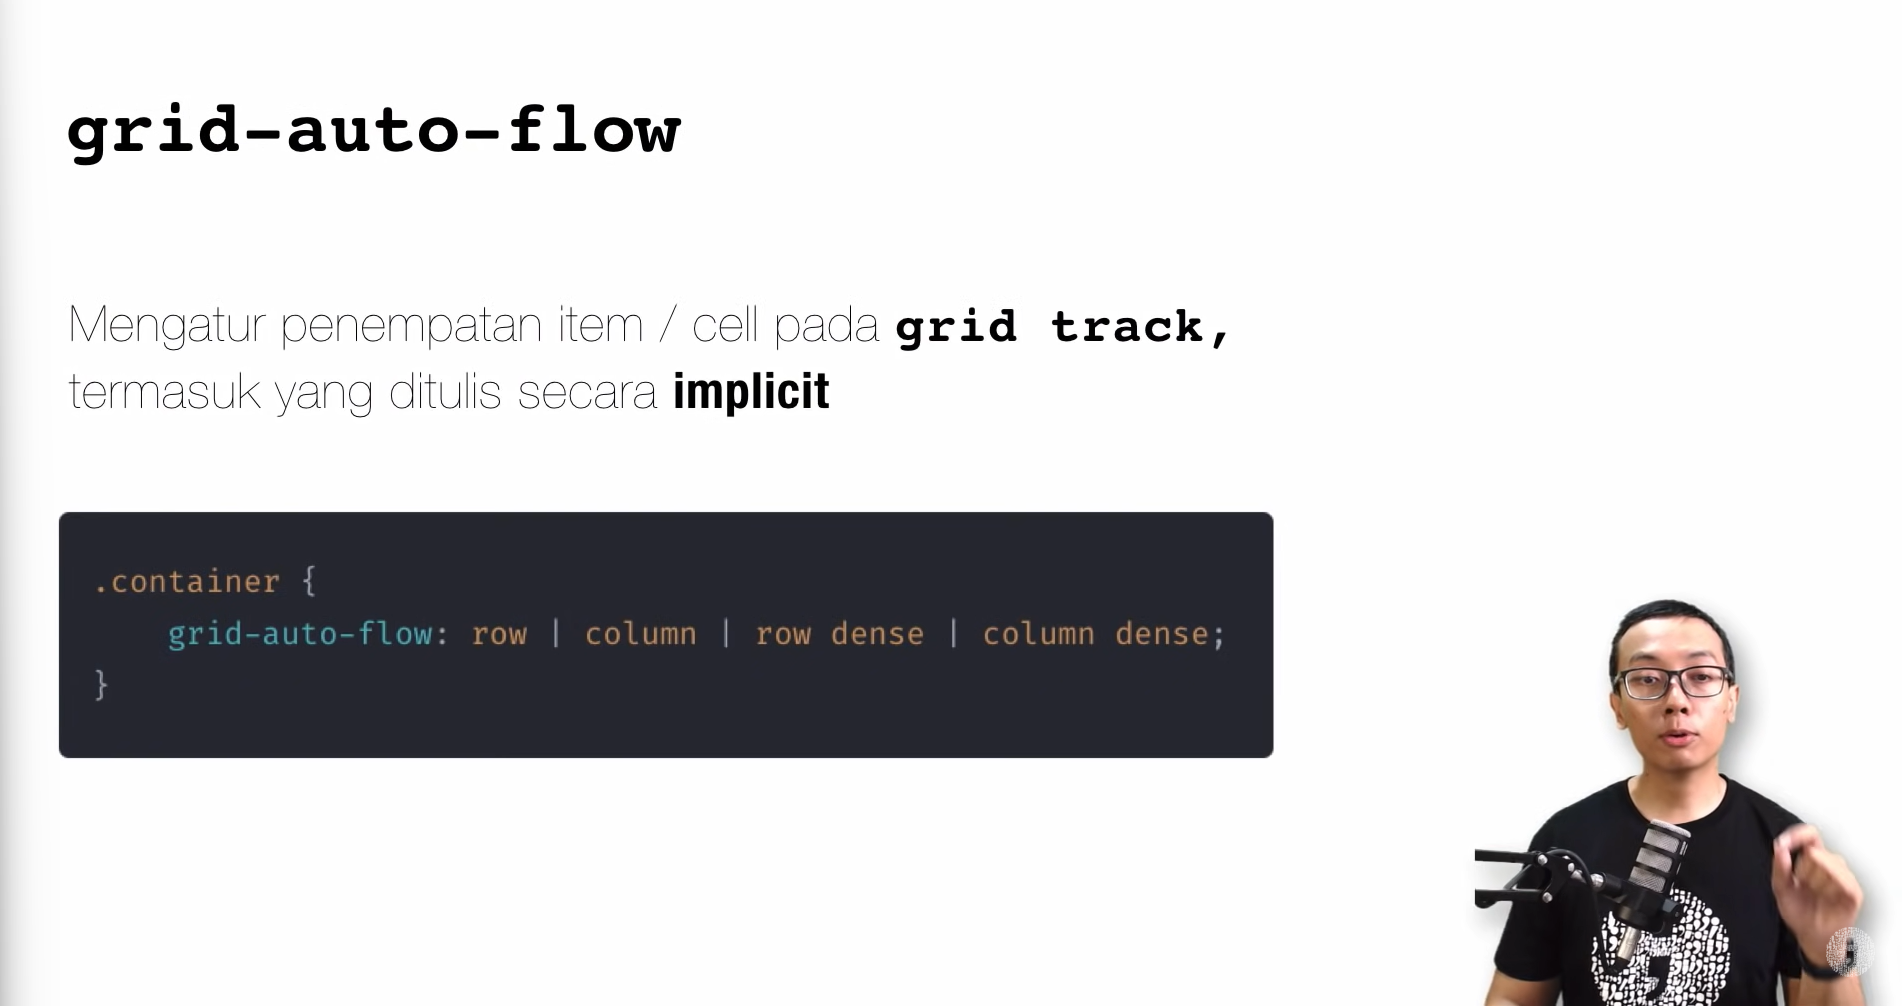 grid-auto-flow
Mengatur penempatan item / cell pada grid track,
termasuk yang ditulis secara implicit
.container {
    grid-auto-flow: row | column | row dense | column dense;
}